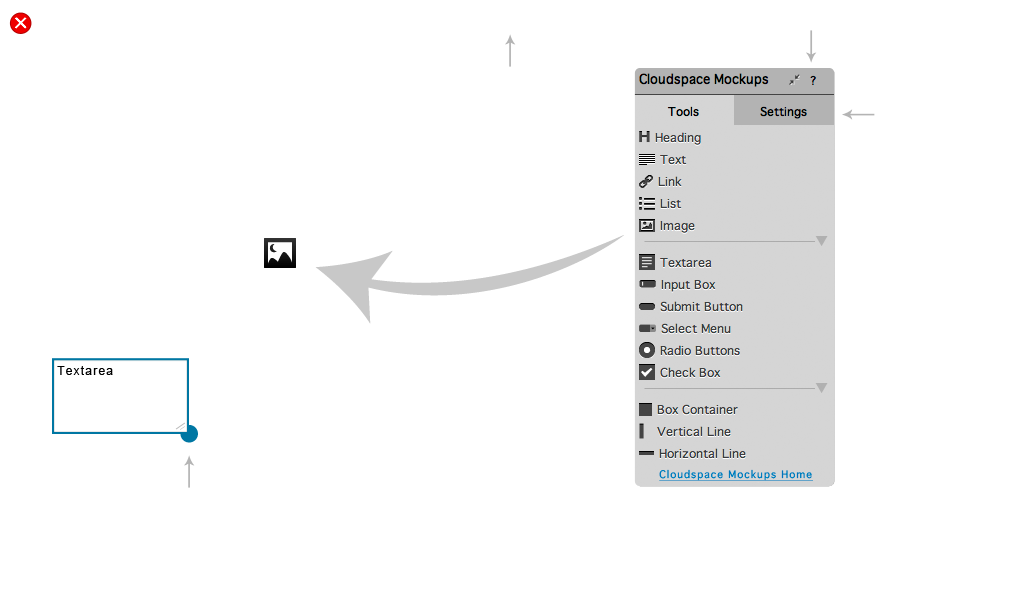 Cloudspace Mockups ?
Tools Settings
Heading
Text
Link
List
Image
Textarea
Input Box
Submit Button
Select Menu
Radio Buttons
Check Box
Box Container
Vertical Line
Horizontal Line
Cloudspace Mockups Home
Textarea